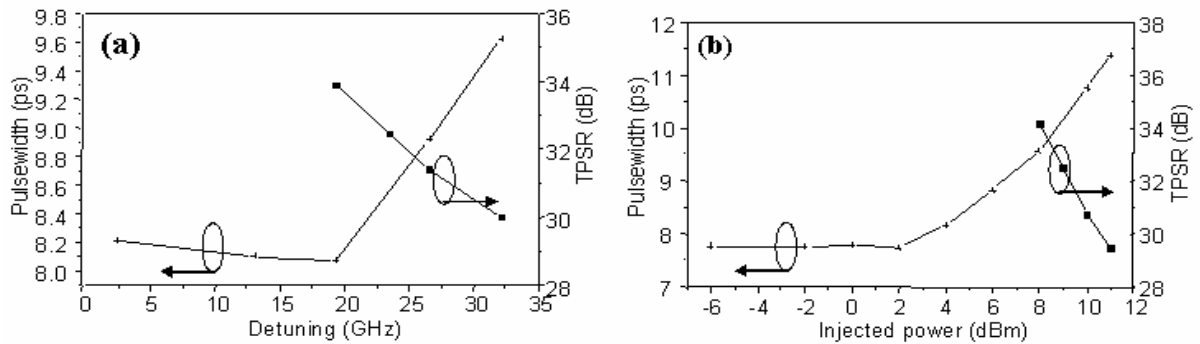 (a)
Pulsewidth (ps)
9.8
9.6
9.4
9.2
9.0
8.8
8.6
8.4
8.2
8.0
0 5 10 15 20 25 30 35
Detuning (GHz)
36
34
32
30
28
TPSR (dB)
(b)
Pulsewidth (ps)
12
11
10
9
8
7
-6 -4 -2 0 2 4 6 8 10 12
Injected power (dBm)
38
36
34
32
30
28
TPSR (dB)